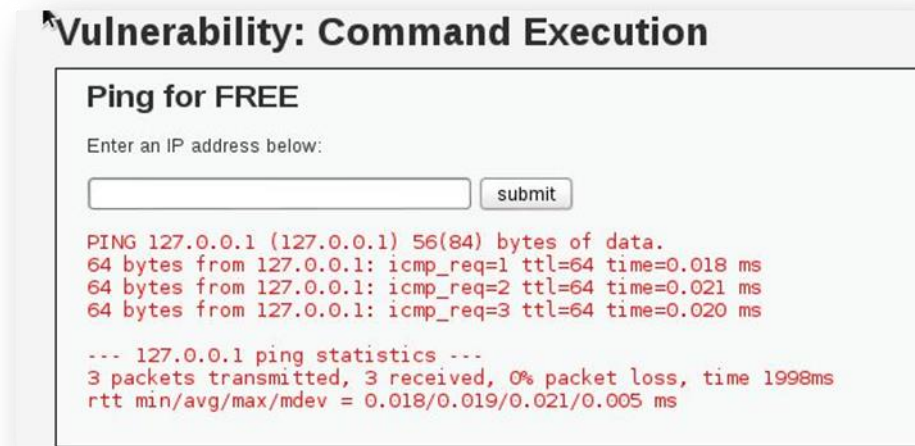 Vulnerability: Command Execution
Ping for FREE
Enter an IP address below:
submit
PING 127.0.0.1 (127.0.0.1) 56(84) bytes of data.
64 bytes from 127.0.0.1: icmp_req=1 ttl=64 time=0.018 ms
64 bytes from 127.0.0.1: icmp_req=2 ttl=64 time=0.021 ms
64 bytes from 127.0.0.1: icmp_req=3 ttl=64 time=0.020 ms
--- 127.0.0.1 ping statistics ---
3 packets transmitted, 3 received, 0% packet loss, time 1998ms
rtt min/avg/max/mdev = 0.018/0.019/0.021/0.005 ms